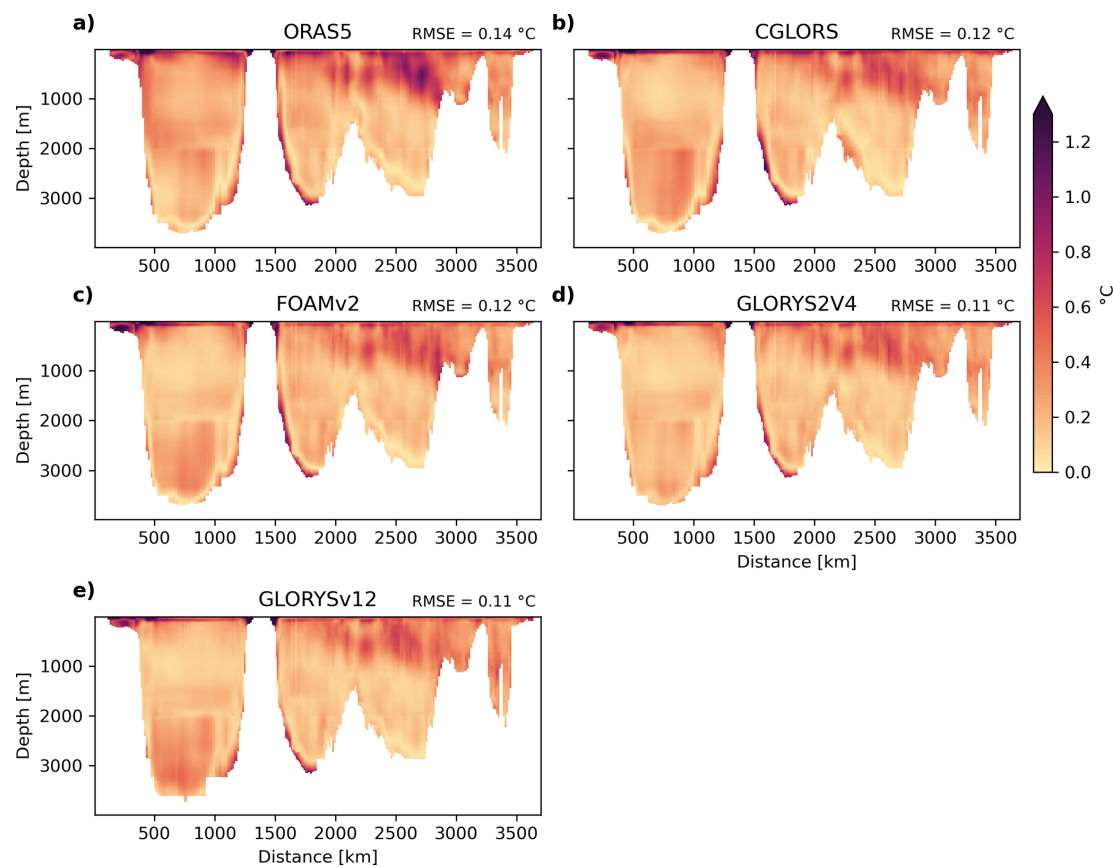 a) ORAS5 RMSE = 0.14 °C
b) CGLORS RMSE = 0.12 °C
Depth [m]
1000
2000
3000
500 1000 1500 2000 2500 3000 3500
500 1000 1500 2000 2500 3000 3500
c) FOAMv2 RMSE = 0.12 °C
d) GLORYS2V4 RMSE = 0.11 °C
Depth [m]
1000
2000
3000
500 1000 1500 2000 2500 3000 3500
500 1000 1500 2000 2500 3000 3500
Distance [km]
1.2
1.0
0.8
0.6
0.4
0.2
0.0
°C
e) GLORYSv12 RMSE = 0.11 °C
Depth [m]
1000
2000
3000
500 1000 1500 2000 2500 3000 3500
Distance [km]